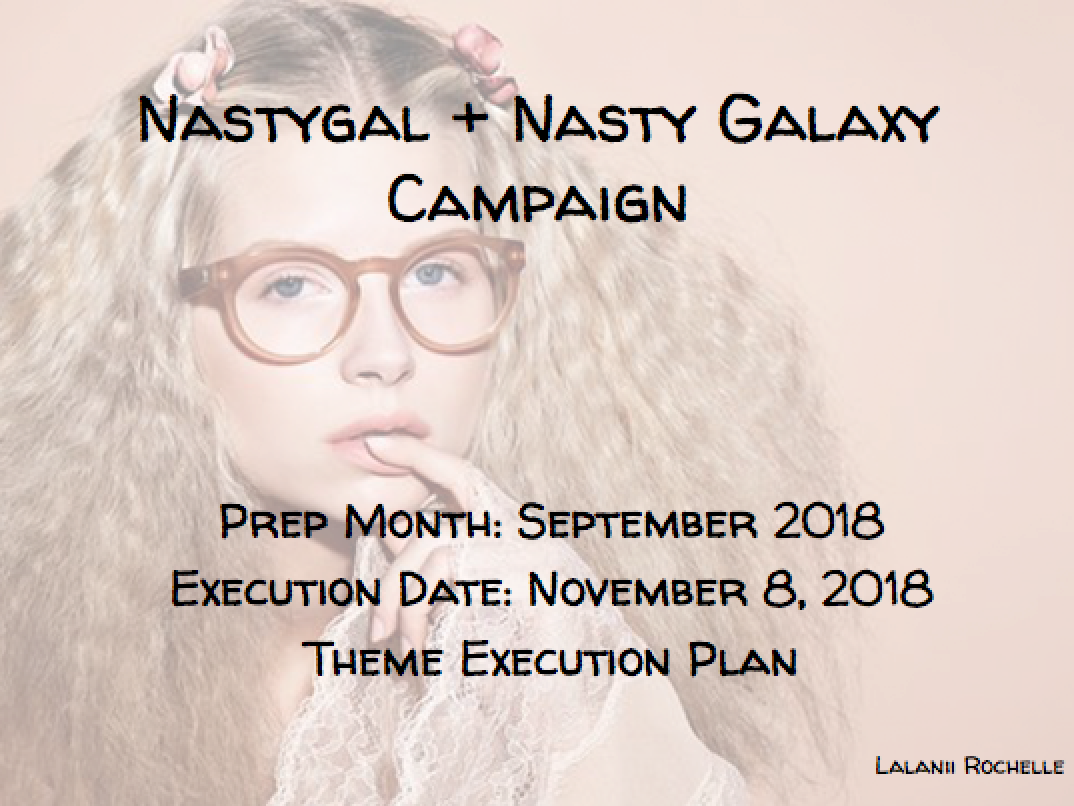 Nastygal + Nasty Galaxy
Campaign
Prep Month: September 2018
Execution Date: November 8, 2018
Theme Execution Plan
Lalanii Rochelle